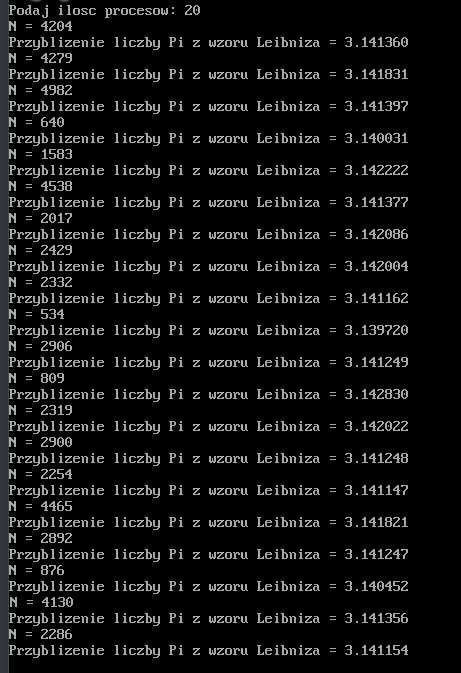 Podaj ilosc procesow: 20
N = 4204
Przyblizenie liczby Pi z wzoru Leibniza = 3.141360
N = 4279
Przyblizenie liczby Pi z wzoru Leibniza = 3.141831
N = 4982
Przyblizenie liczby Pi z wzoru Leibniza = 3.141397
N = 640
Przyblizenie liczby Pi z wzoru Leibniza = 3.140031
N = 1583
Przyblizenie liczby Pi z wzoru Leibniza = 3.142222
N = 4538
Przyblizenie liczby Pi z wzoru Leibniza = 3.141377
N = 2017
Przyblizenie liczby Pi z wzoru Leibniza = 3.142086
N = 2429
Przyblizenie liczby Pi z wzoru Leibniza = 3.142004
N = 2332
Przyblizenie liczby Pi z wzoru Leibniza = 3.141162
N = 534
Przyblizenie liczby Pi z wzoru Leibniza = 3.139720
N = 2906
Przyblizenie liczby Pi z wzoru Leibniza = 3.141249
N = 809
Przyblizenie liczby Pi z wzoru Leibniza = 3.142830
N = 2319
Przyblizenie liczby Pi z wzoru Leibniza = 3.142022
N = 2900
Przyblizenie liczby Pi z wzoru Leibniza = 3.141248
N = 2254
Przyblizenie liczby Pi z wzoru Leibniza = 3.141147
N = 4465
Przyblizenie liczby Pi z wzoru Leibniza = 3.141821
N = 2892
Przyblizenie liczby Pi z wzoru Leibniza = 3.141247
N = 876
Przyblizenie liczby Pi z wzoru Leibniza = 3.140452
N = 4130
Przyblizenie liczby Pi z wzoru Leibniza = 3.141356
N = 2286
Przyblizenie liczby Pi z wzoru Leibniza = 3.141154